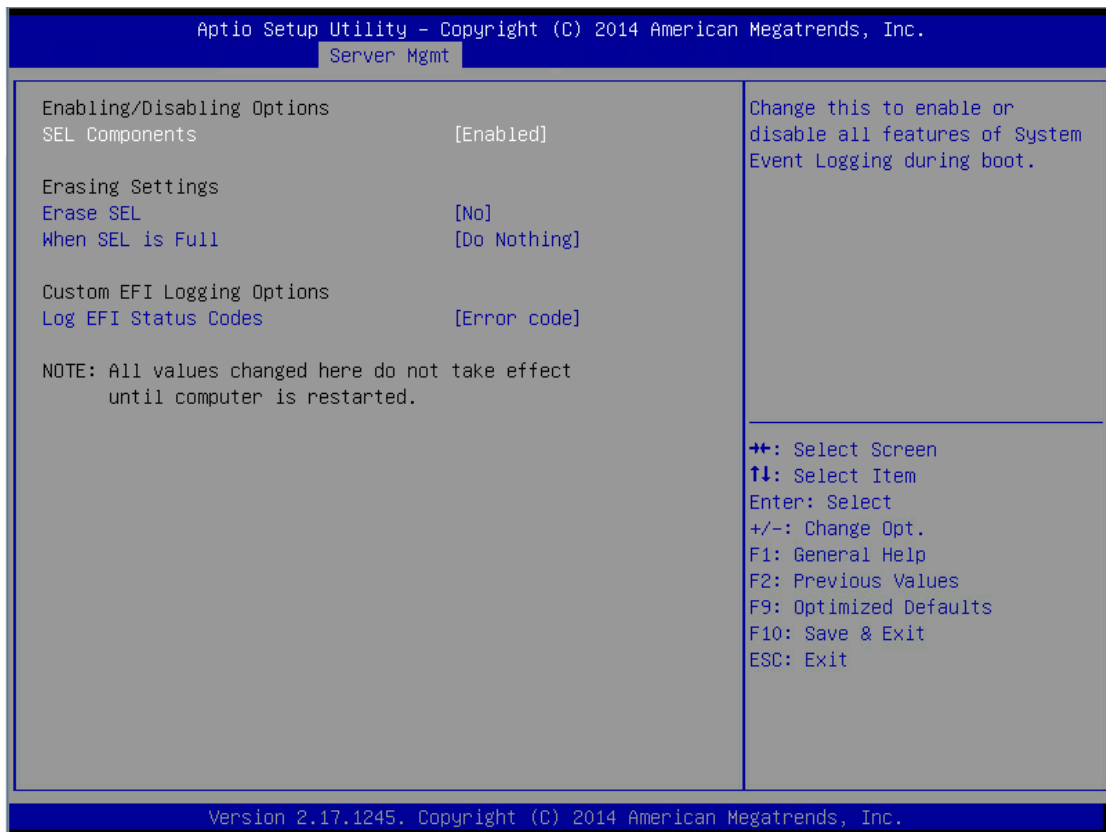 Aptio Setup Utility – Copyright (C) 2014 American Megatrends, Inc.
Server Mgmt
Enabling/Disabling Options
SEL Components [Enabled]
Erasing Settings
Erase SEL [No]
When SEL is Full [Do Nothing]
Custom EFI Logging Options
Log EFI Status Codes [Error code]
NOTE: All values changed here do not take effect
until computer is restarted.
Change this to enable or
disable all features of System
Event Logging during boot.
→←: Select Screen
↑↓: Select Item
Enter: Select
+/-: Change Opt.
F1: General Help
F2: Previous Values
F9: Optimized Defaults
F10: Save & Exit
ESC: Exit
Version 2.17.1245. Copyright (C) 2014 American Megatrends, Inc.